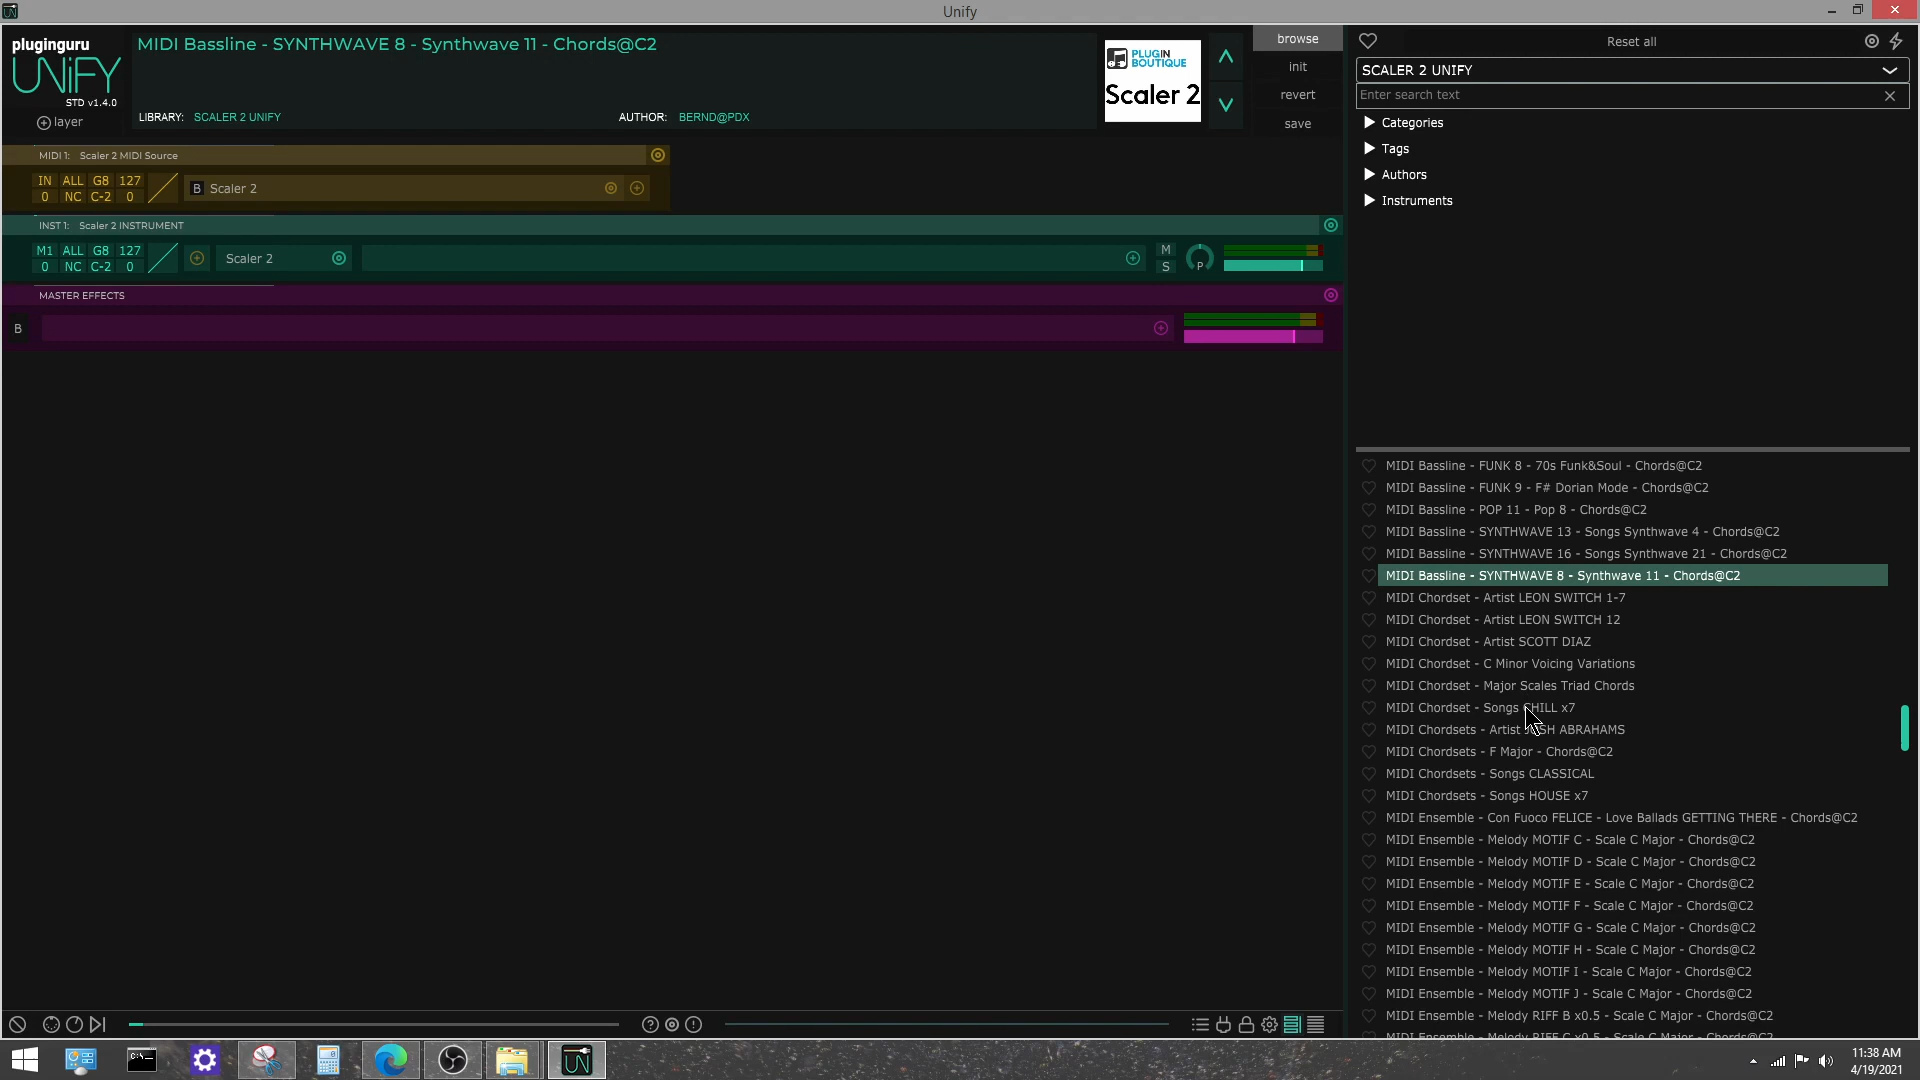 Unify
pluginguru
UNiFY
STD v1.4.0
layer
MIDI Bassline - SYNTHWAVE 8 - Synthwave 11 - Chords@C2
LIBRARY: SCALER 2 UNIFY
AUTHOR: BERND@PDX
PLUGIN BOUTIQUE
Scaler 2
browse
init
revert
save
MIDI 1: Scaler 2 MIDI Source
IN ALL G8 127
0 NC C-2 0
B Scaler 2
INST 1: Scaler 2 INSTRUMENT
M1 ALL G8 127
0 NC C-2 0
Scaler 2
M
S
P
MASTER EFFECTS
B
Reset all
SCALER 2 UNIFY
Enter search text
Categories
Tags
Authors
Instruments
MIDI Bassline - FUNK 8 - 70s Funk&Soul - Chords@C2
MIDI Bassline - FUNK 9 - F# Dorian Mode - Chords@C2
MIDI Bassline - POP 11 - Pop 8 - Chords@C2
MIDI Bassline - SYNTHWAVE 13 - Songs Synthwave 4 - Chords@C2
MIDI Bassline - SYNTHWAVE 16 - Songs Synthwave 21 - Chords@C2
MIDI Bassline - SYNTHWAVE 8 - Synthwave 11 - Chords@C2
MIDI Chordset - Artist LEON SWITCH 1-7
MIDI Chordset - Artist LEON SWITCH 12
MIDI Chordset - Artist SCOTT DIAZ
MIDI Chordset - C Minor Voicing Variations
MIDI Chordset - Major Scales Triad Chords
MIDI Chordset - Songs CHILL x7
MIDI Chordsets - Artist JOSH ABRAHAMS
MIDI Chordsets - F Major - Chords@C2
MIDI Chordsets - Songs CLASSICAL
MIDI Chordsets - Songs HOUSE x7
MIDI Ensemble - Con Fuoco FELICE - Love Ballads GETTING THERE - Chords@C2
MIDI Ensemble - Melody MOTIF C - Scale C Major - Chords@C2
MIDI Ensemble - Melody MOTIF D - Scale C Major - Chords@C2
MIDI Ensemble - Melody MOTIF E - Scale C Major - Chords@C2
MIDI Ensemble - Melody MOTIF F - Scale C Major - Chords@C2
MIDI Ensemble - Melody MOTIF G - Scale C Major - Chords@C2
MIDI Ensemble - Melody MOTIF H - Scale C Major - Chords@C2
MIDI Ensemble - Melody MOTIF I - Scale C Major - Chords@C2
MIDI Ensemble - Melody MOTIF J - Scale C Major - Chords@C2
MIDI Ensemble - Melody RIFF B x0.5 - Scale C Major - Chords@C2
MIDI Ensemble - Melody RIFF C x0.5 - Scale C Major - Chords@C2
11:38 AM
4/19/2021